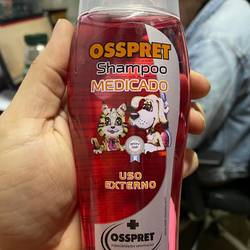 OSSPRET
Shampoo
MEDICADO
USO
EXTERNO
OSSPRET